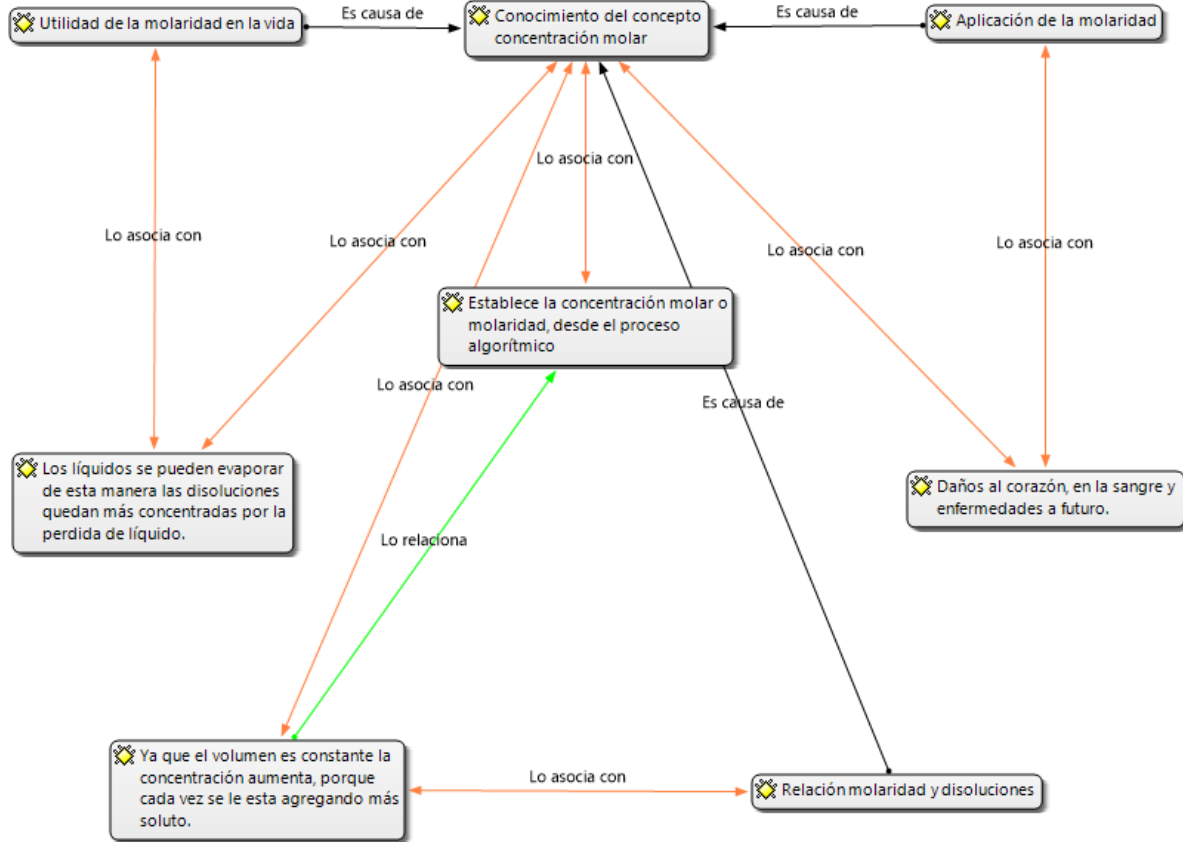 Utilidad de la molaridad en la vida
Es causa de
Conocimiento del concepto
concentración molar
Es causa de
Aplicación de la molaridad
Lo asocia con
Lo asocia con
Lo asocia con
Lo asocia con
Lo asocia con
Establece la concentración molar o
molaridad, desde el proceso
algorítmico
Lo asocia con
Es causa de
Los líquidos se pueden evaporar
de esta manera las disoluciones
quedan más concentradas por la
perdida de líquido.
Daños al corazón, en la sangre y
enfermedades a futuro.
Lo relaciona
Ya que el volumen es constante la
concentración aumenta, porque
cada vez se le esta agregando más
soluto.
Lo asocia con
Relación molaridad y disoluciones